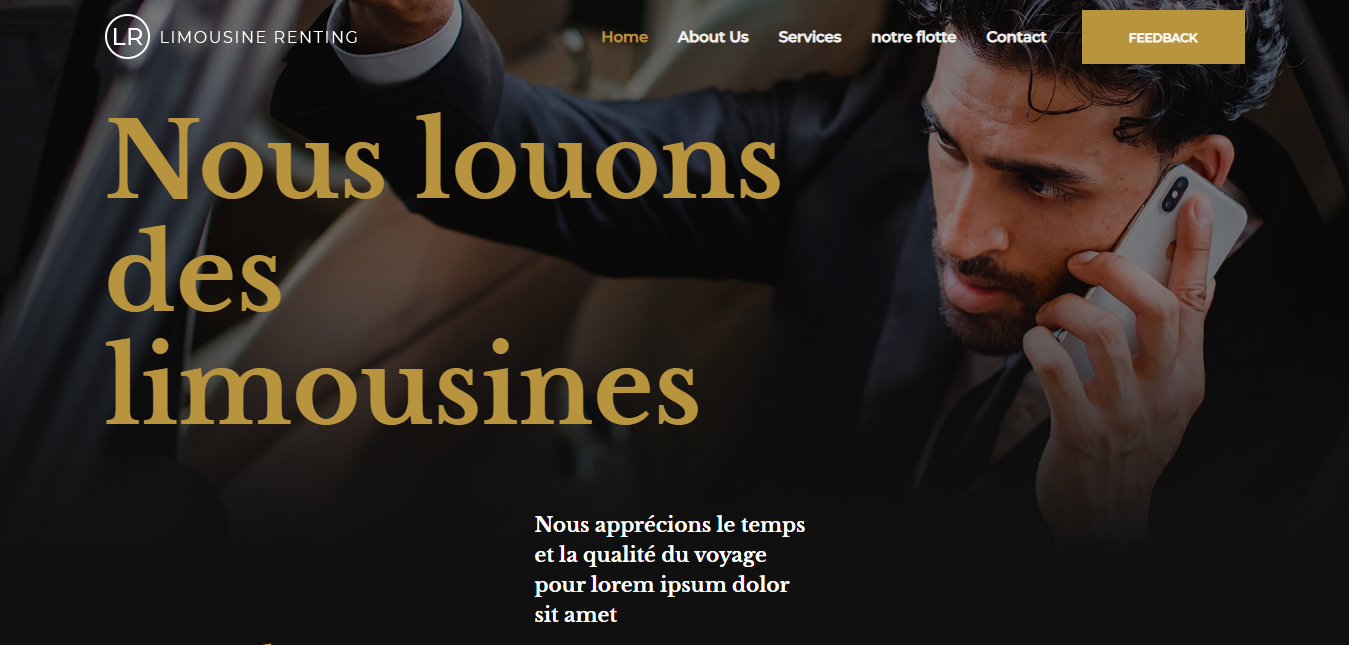 LR LIMOUSINE RENTING
Home About Us Services notre flotte Contact FEEDBACK
Nous louons
des
limousines
Nous apprécions le temps
et la qualité du voyage
pour lorem ipsum dolor
sit amet